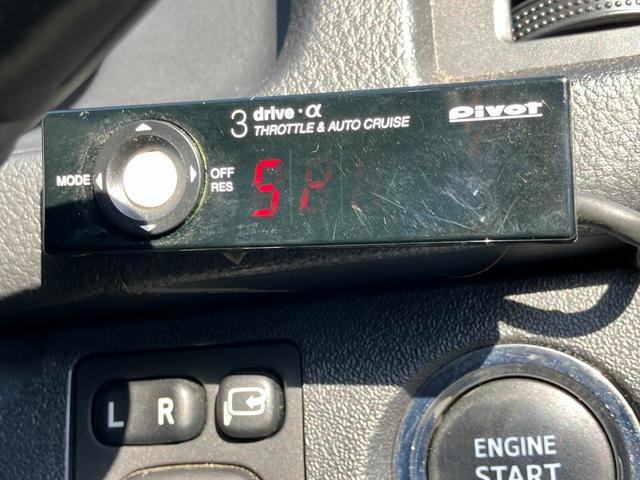 3 drive・α
THROTTLE & AUTO CRUISE
PIVOT
MODE
OFF
RES
L R
ENGINE
START